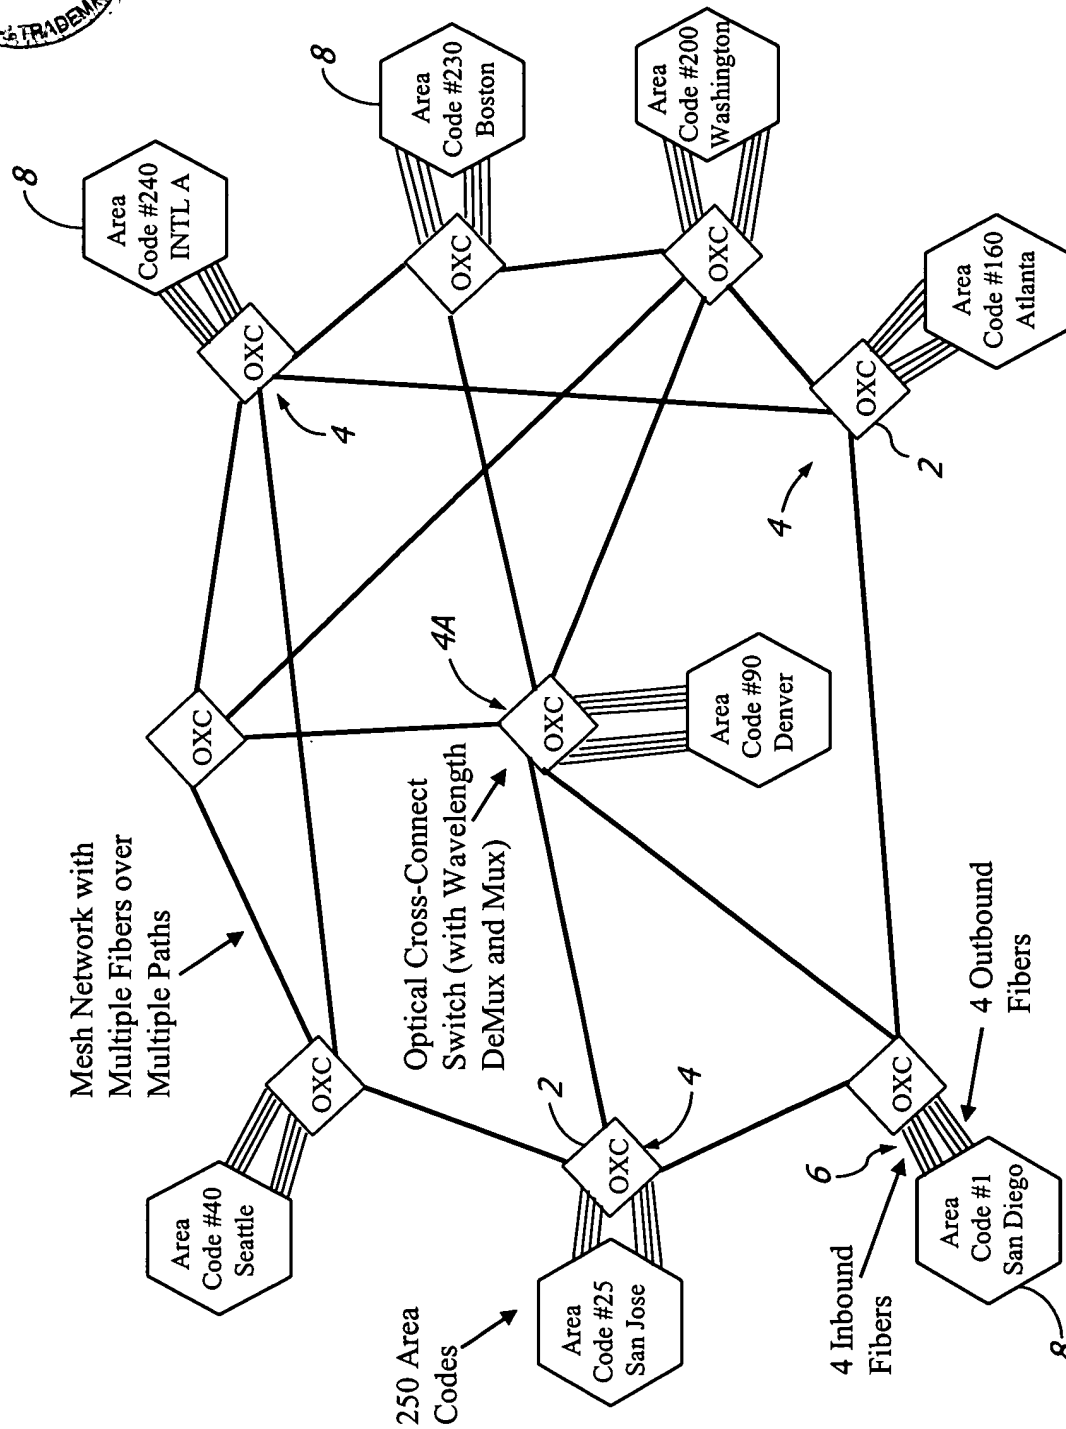 TRADEM
Mesh Network with
Multiple Fibers over
Multiple Paths
Optical Cross-Connect
Switch (with Wavelength
DeMux and Mux)
250 Area
Codes
4 Inbound
Fibers
4 Outbound
Fibers
Area
Code #40
Seattle
OXC
Area
Code #25
San Jose
OXC
2
4
Area
Code #1
San Diego
OXC
6
8
OXC
OXC
4A
Area
Code #90
Denver
Area
Code #240
INTL A
8
OXC
4
Area
Code #230
Boston
8
OXC
Area
Code #200
Washington
OXC
Area
Code #160
Atlanta
OXC
2
4